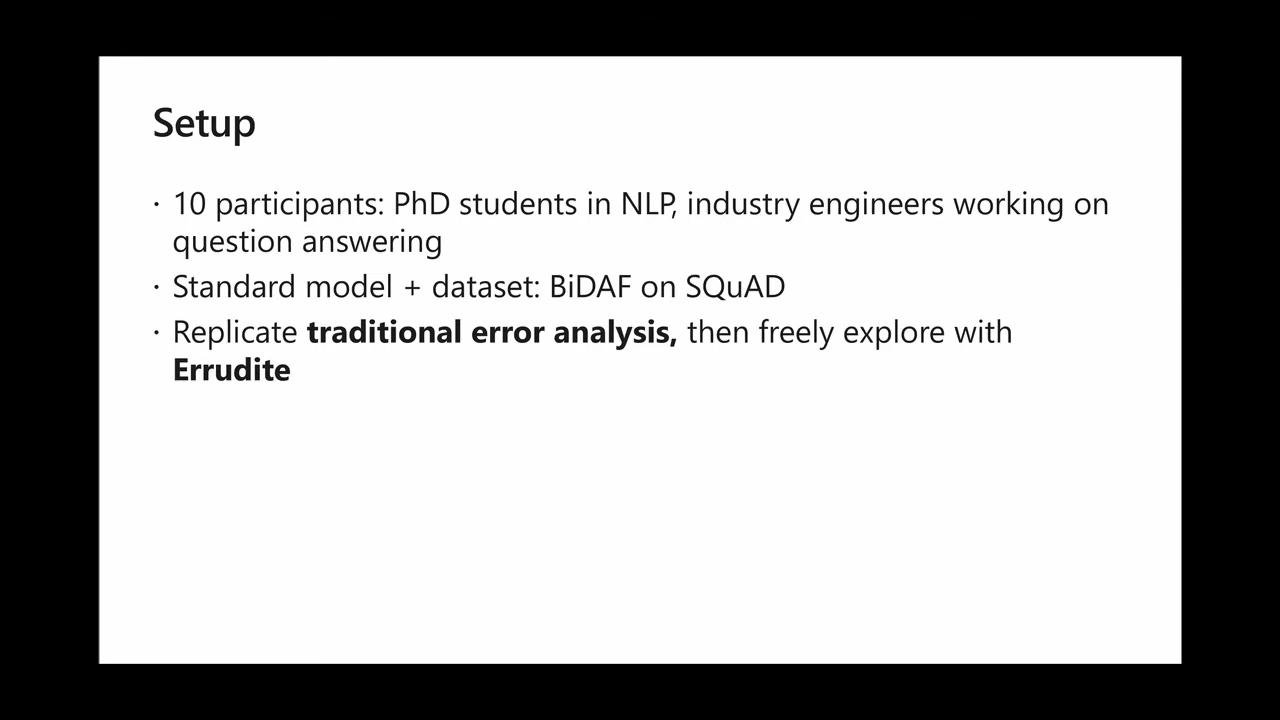 Setup
· 10 participants: PhD students in NLP, industry engineers working on
question answering
· Standard model + dataset: BiDAF on SQuAD
· Replicate traditional error analysis, then freely explore with
Errudite